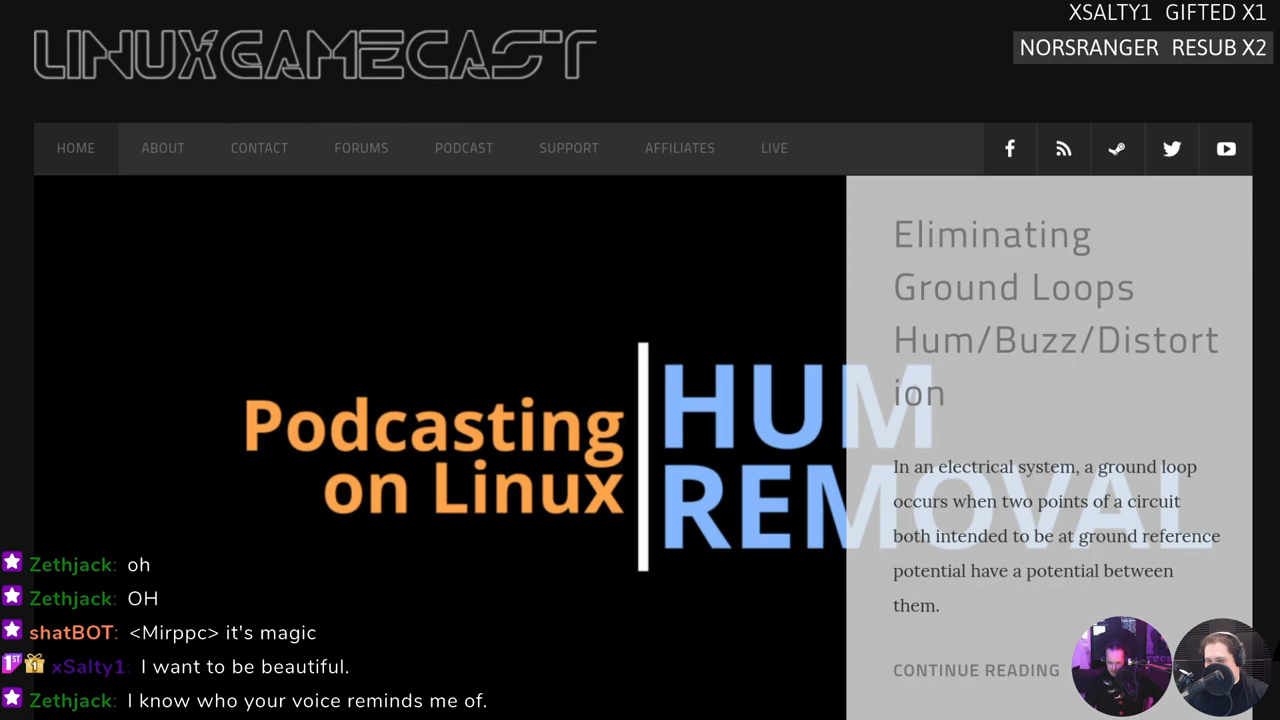 XSALTY1 GIFTED X1
NORSRANGER RESUB X2
LINUXGAMECAST
HOME ABOUT CONTACT FORUMS PODCAST SUPPORT AFFILIATES LIVE
Podcasting
on Linux
HUM
REMOVAL
Eliminating
Ground Loops
Hum/Buzz/Distort
ion
In an electrical system, a ground loop
occurs when two points of a circuit
both intended to be at ground reference
potential have a potential between
them.
CONTINUE READING
Zethjack: oh
Zethjack: OH
shatBOT: <Mirppc> it's magic
1ST 1 xSalty1: I want to be beautiful.
Zethjack: I know who your voice reminds me of.